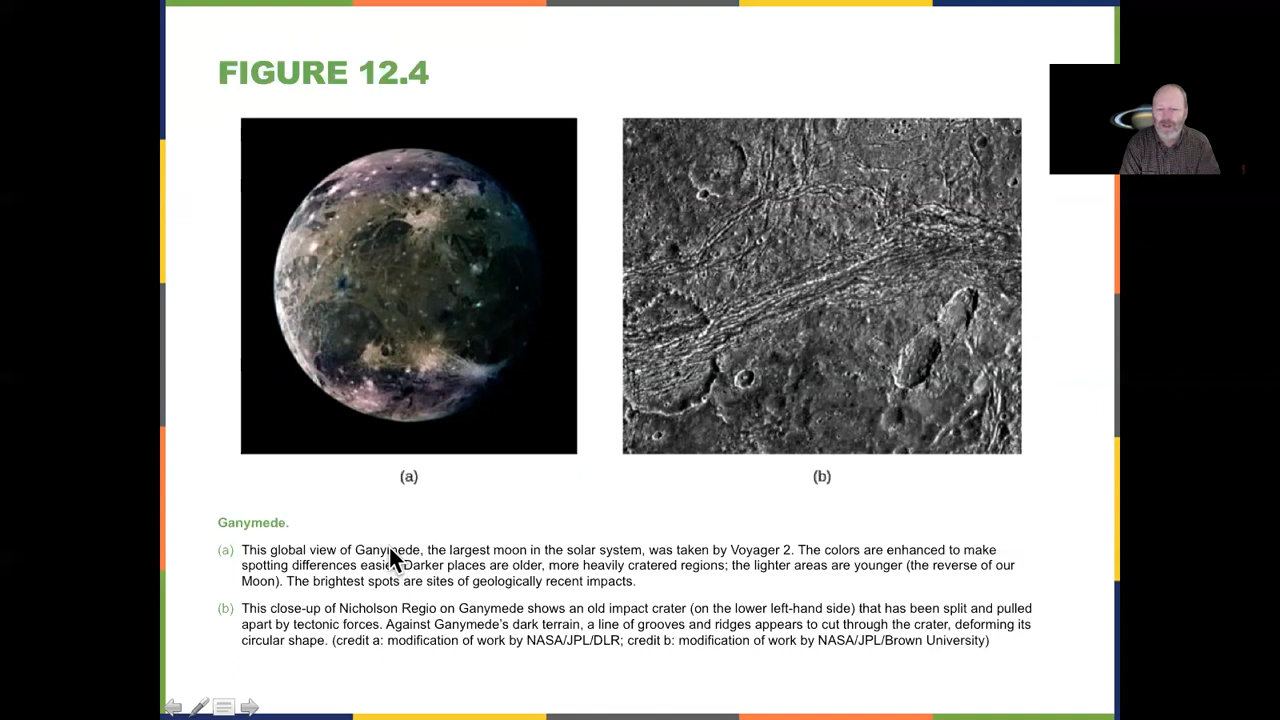 FIGURE 12.4
(a)
(b)
Ganymede.
(a) This global view of Ganymede, the largest moon in the solar system, was taken by Voyager 2. The colors are enhanced to make
spotting differences easier. Darker places are older, more heavily cratered regions; the lighter areas are younger (the reverse of our
Moon). The brightest spots are sites of geologically recent impacts.
(b) This close-up of Nicholson Regio on Ganymede shows an old impact crater (on the lower left-hand side) that has been split and pulled
apart by tectonic forces. Against Ganymede’s dark terrain, a line of grooves and ridges appears to cut through the crater, deforming its
circular shape. (credit a: modification of work by NASA/JPL/DLR; credit b: modification of work by NASA/JPL/Brown University)